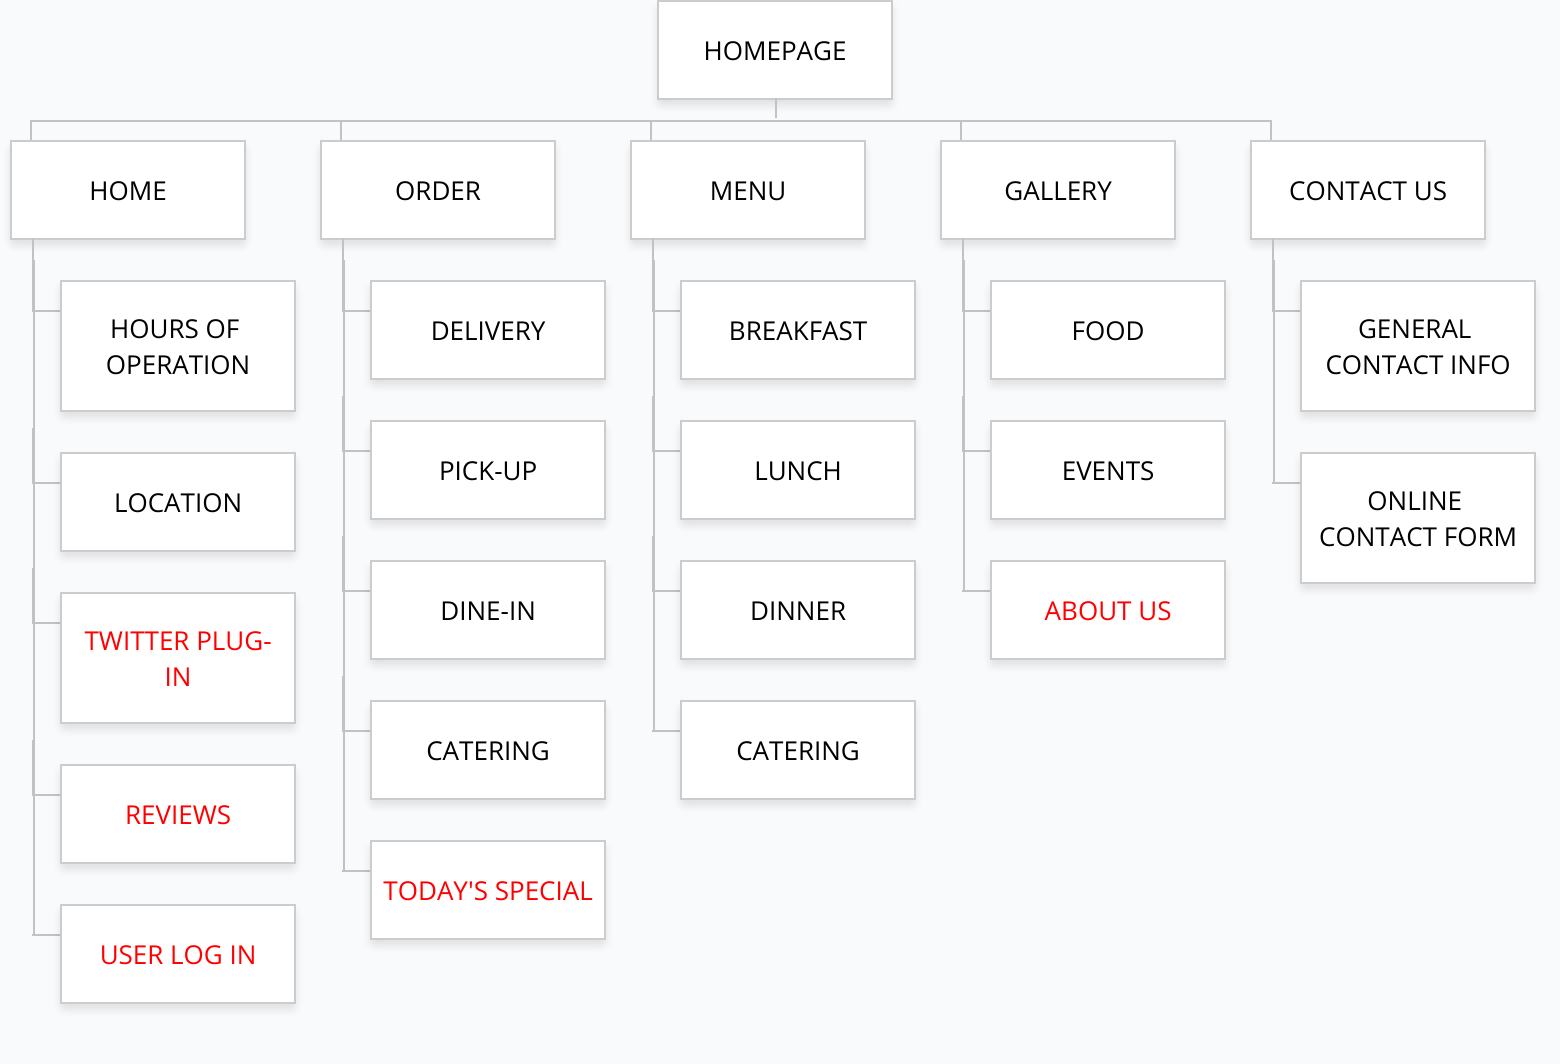 HOMEPAGE
HOME
ORDER
MENU
GALLERY
CONTACT US
HOURS OF
OPERATION
LOCATION
TWITTER PLUG-
IN
REVIEWS
USER LOG IN
DELIVERY
PICK-UP
DINE-IN
CATERING
TODAY'S SPECIAL
BREAKFAST
LUNCH
DINNER
CATERING
FOOD
EVENTS
ABOUT US
GENERAL
CONTACT INFO
ONLINE
CONTACT FORM